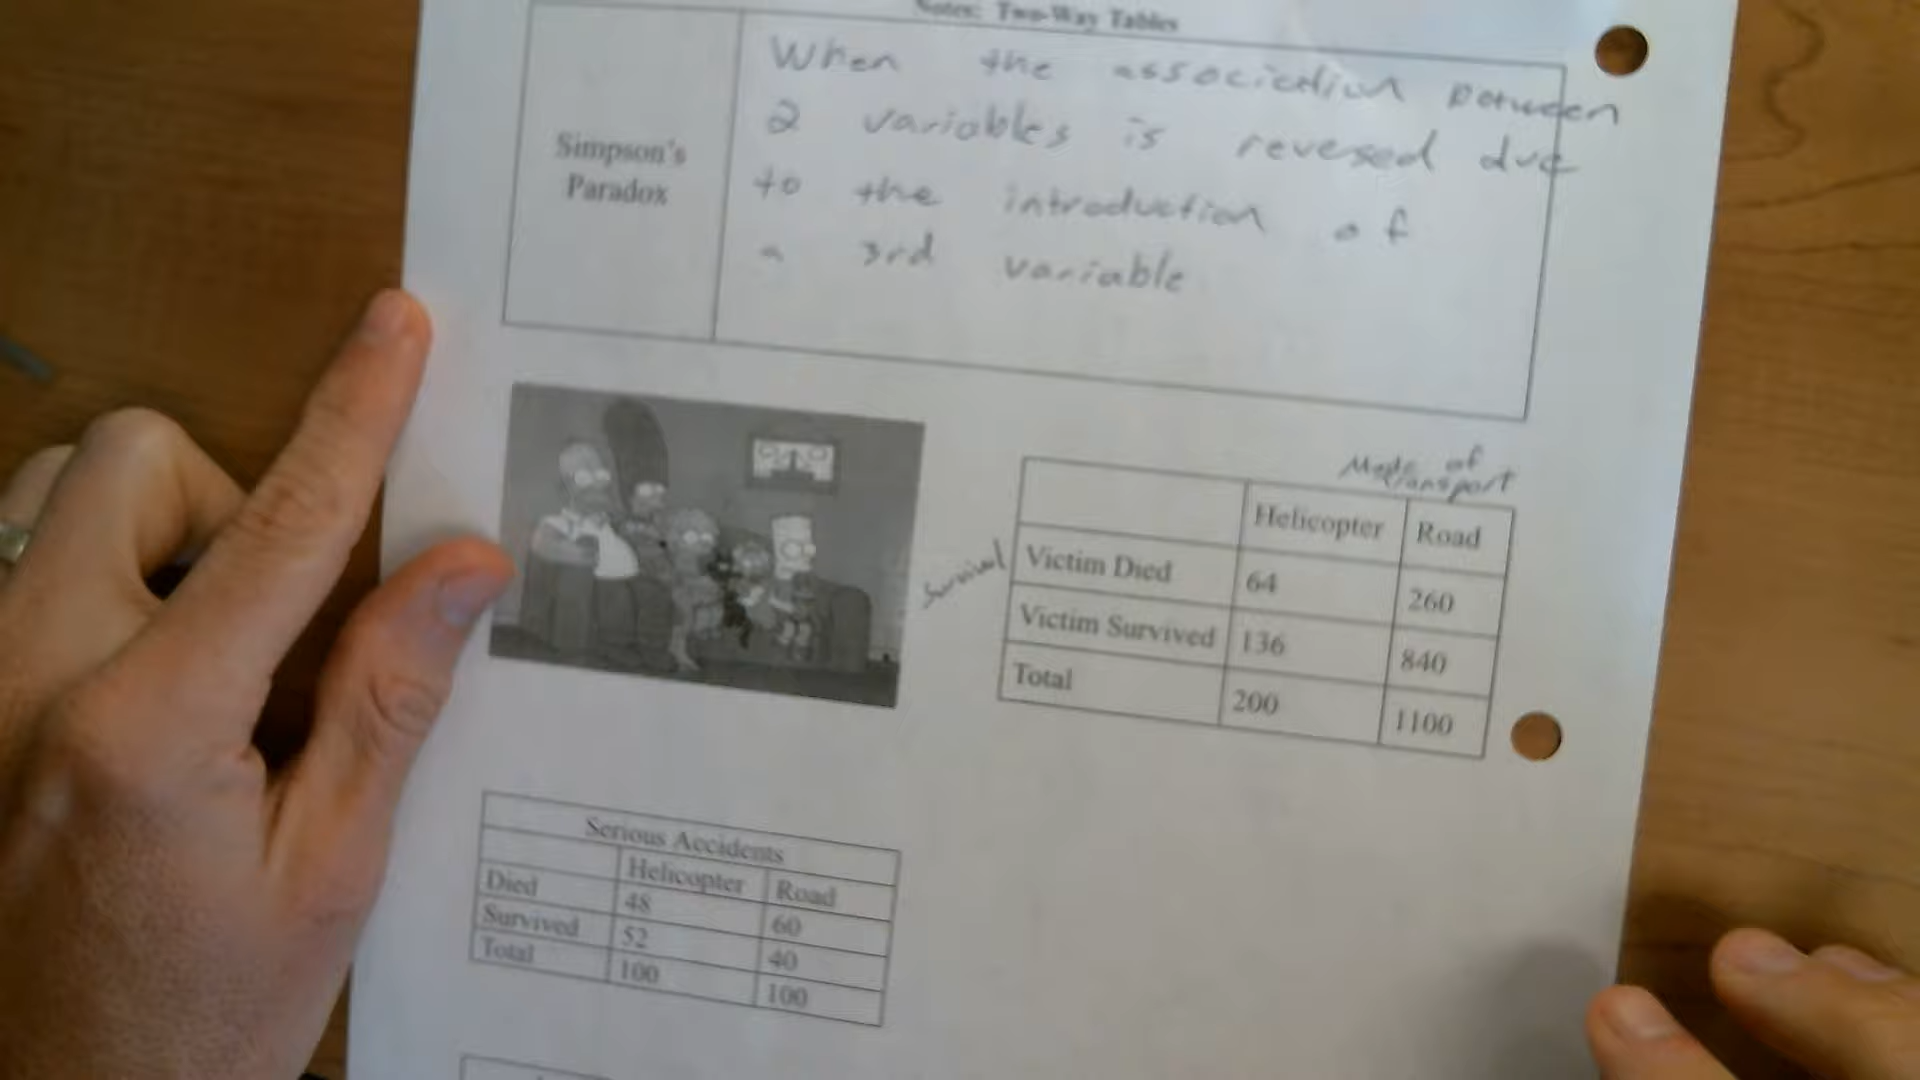 Notes: Two-Way Tables
Simpson's
Paradox
When the association between
2 variables is reversed due
to the introduction of
a 3rd variable
Mode of
transport
Survival
Helicopter Road
Victim Died 64 260
Victim Survived 136 840
Total 200 1100
Serious Accidents
Helicopter Road
Died 48 60
Survived 52 40
Total 100 100